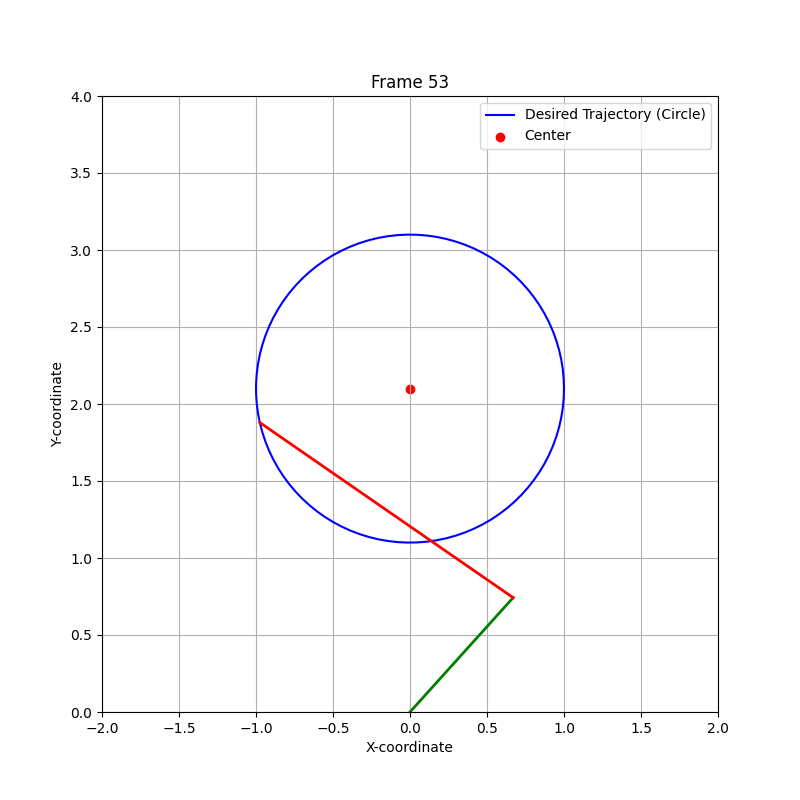 Frame 53
Desired Trajectory (Circle)
Center
Y-coordinate
4.0
3.5
3.0
2.5
2.0
1.5
1.0
0.5
0.0
−2.0 −1.5 −1.0 −0.5 0.0 0.5 1.0 1.5 2.0
X-coordinate